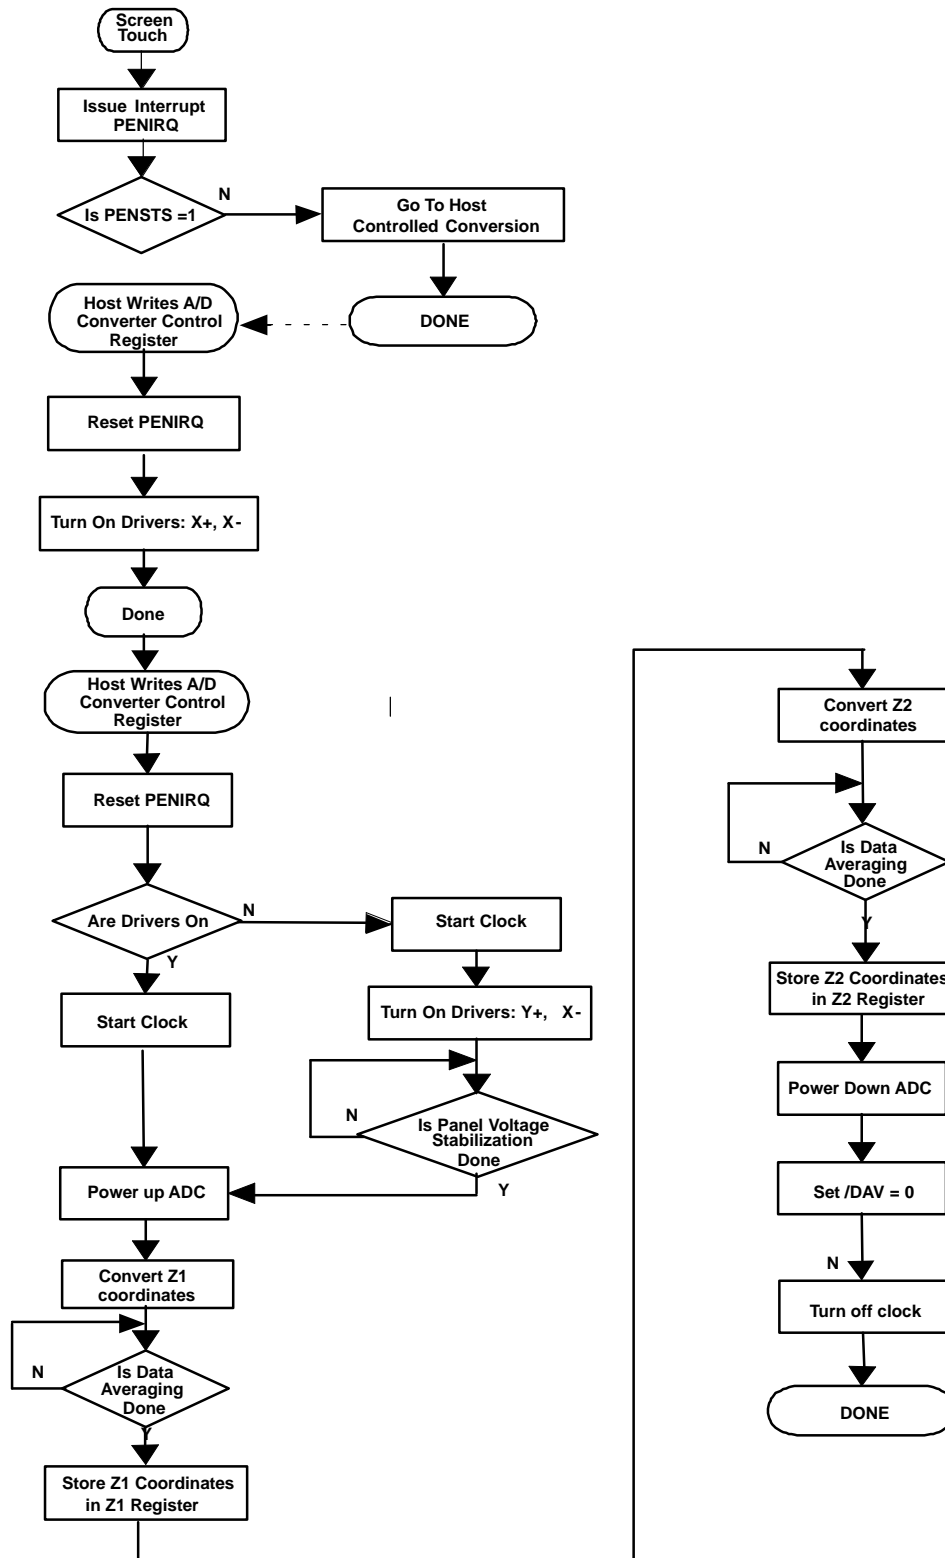 Screen
Touch
Issue Interrupt
PENIRQ
Is PENSTS =1
N
Go To Host
Controlled Conversion
DONE
Host Writes A/D
Converter Control
Register
Reset PENIRQ
Turn On Drivers: X+, X-
Done
Host Writes A/D
Converter Control
Register
Reset PENIRQ
Are Drivers On
N
Y
Start Clock
Start Clock
Turn On Drivers: Y+, X-
N
Is Panel Voltage
Stabilization
Done
Y
Power up ADC
Convert Z1
coordinates
N
Is Data
Averaging
Done
Y
Store Z1 Coordinates
in Z1 Register
Convert Z2
coordinates
N
Is Data
Averaging
Done
Y
Store Z2 Coordinates
in Z2 Register
Power Down ADC
Set /DAV = 0
N
Turn off clock
DONE